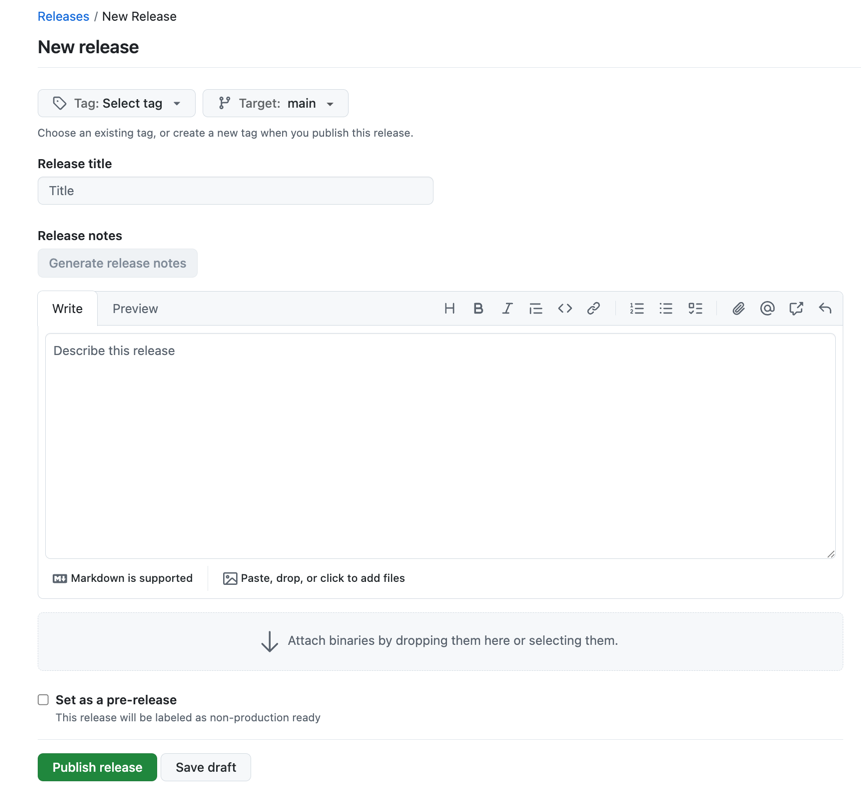 Releases / New Release
New release
Tag: Select tag
Target: main
Choose an existing tag, or create a new tag when you publish this release.
Release title
Title
Release notes
Generate release notes
Write Preview H B I
Describe this release
Markdown is supported Paste, drop, or click to add files
Attach binaries by dropping them here or selecting them.
Set as a pre-release
This release will be labeled as non-production ready
Publish release Save draft